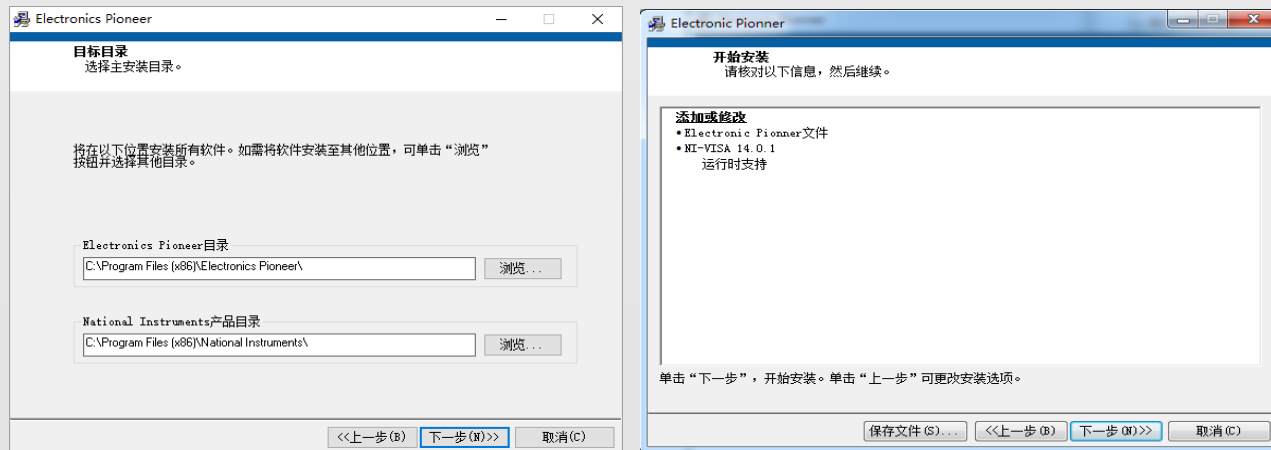 Electronics Pioneer
目标目录
选择主安装目录。
将在以下位置安装所有软件。如需将软件安装至其他位置，可单击“浏览”
按钮并选择其他目录。
Electronics Pioneer目录
C:\Program Files (x86)\Electronics Pioneer\
浏览...
National Instruments产品目录
C:\Program Files (x86)\National Instruments\
浏览...
<<上一步(B)
下一步(N)>>
取消(C)
Electronic Pionner
开始安装
请核对以下信息，然后继续。
添加或修改
•Electronic Pionner文件
•NI-VISA 14.0.1
运行时支持
单击“下一步”，开始安装。单击“上一步”可更改安装选项。
保存文件(S)...
<<上一步(B)
下一步(N)>>
取消(C)